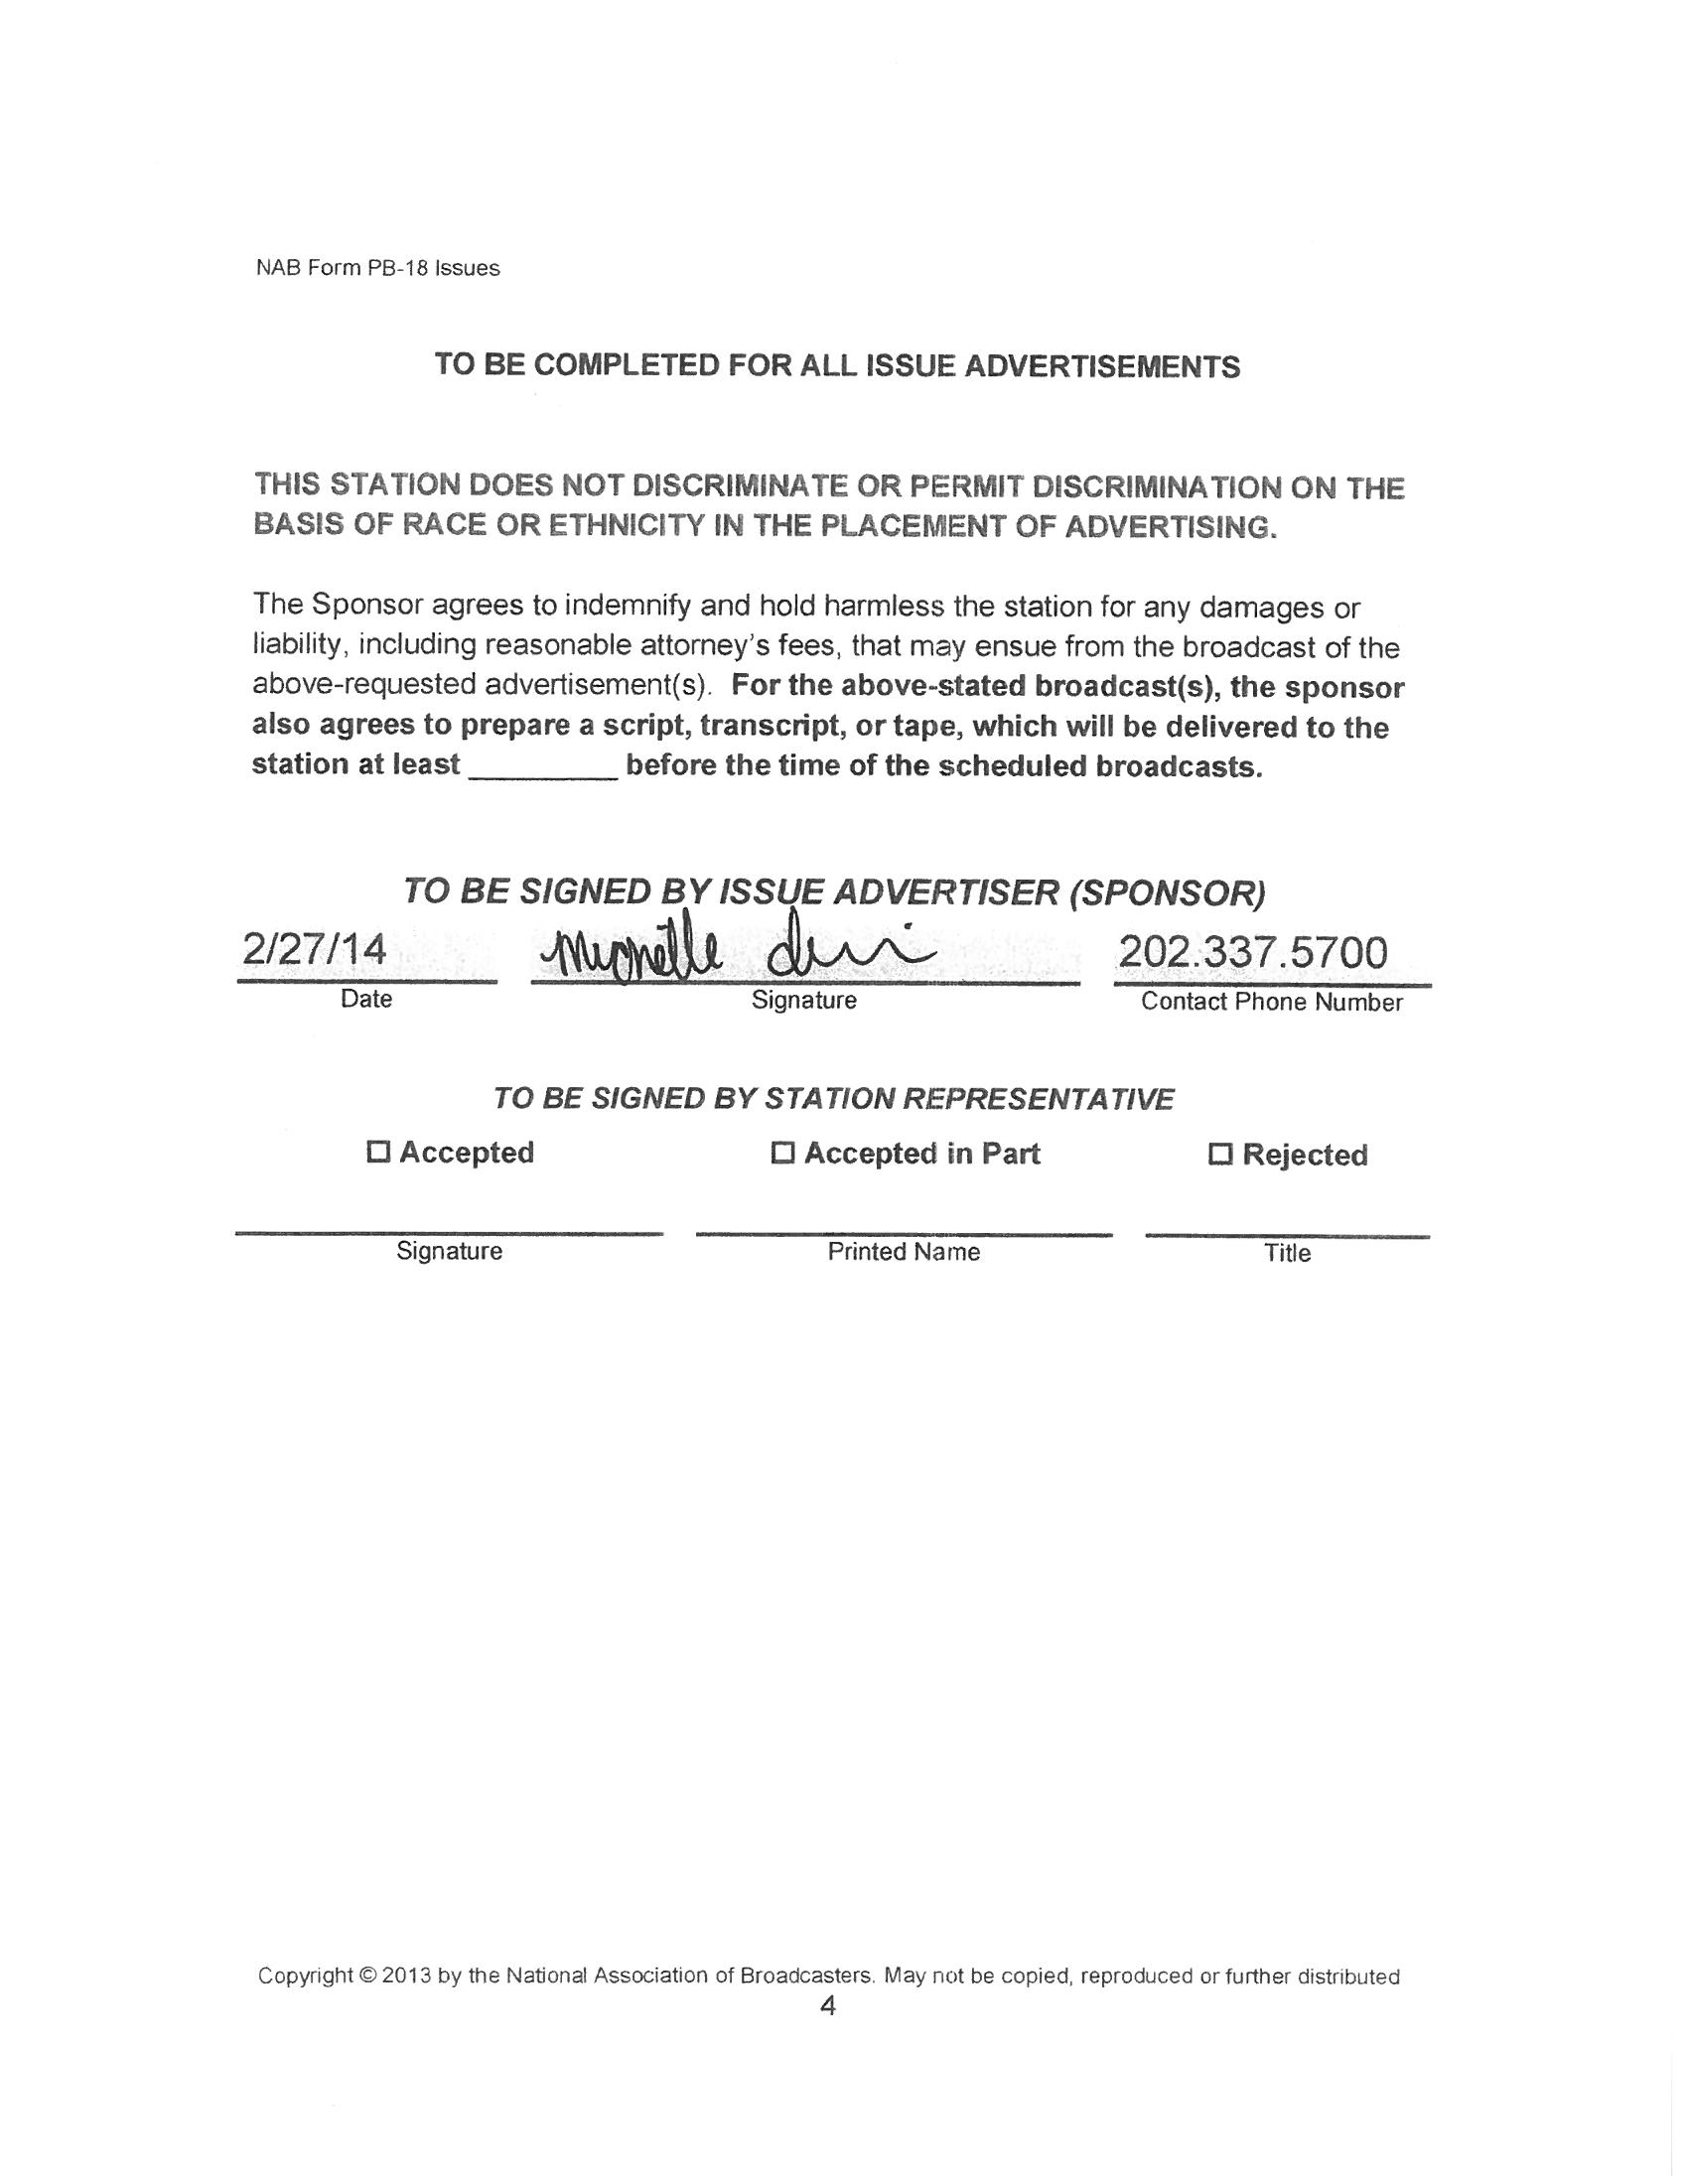 NAB Form PB-18 Issues
TO BE COMPLETED FOR ALL ISSUE ADVERTISEMENTS
THIS STATION DOES NOT DISCRIMINATE OR PERMIT DISCRIMINATION ON THE
BASIS OF RACE OR ETHNICITY IN THE PLACEMENT OF ADVERTISING.
The Sponsor agrees to indemnify and hold harmless the station for any damages or
liability, including reasonable attorney's fees, that may ensue from the broadcast of the
above-requested advertisement(s). For the above-stated broadcast(s), the sponsor
also agrees to prepare a script, transcript, or tape, which will be delivered to the
station at least _________ before the time of the scheduled broadcasts.
TO BE SIGNED BY ISSUE ADVERTISER (SPONSOR)
2/27/14 202.337.5700
Date Signature Contact Phone Number
TO BE SIGNED BY STATION REPRESENTATIVE
☐ Accepted ☐ Accepted in Part ☐ Rejected
Signature Printed Name Title
Copyright © 2013 by the National Association of Broadcasters. May not be copied, reproduced or further distributed
4